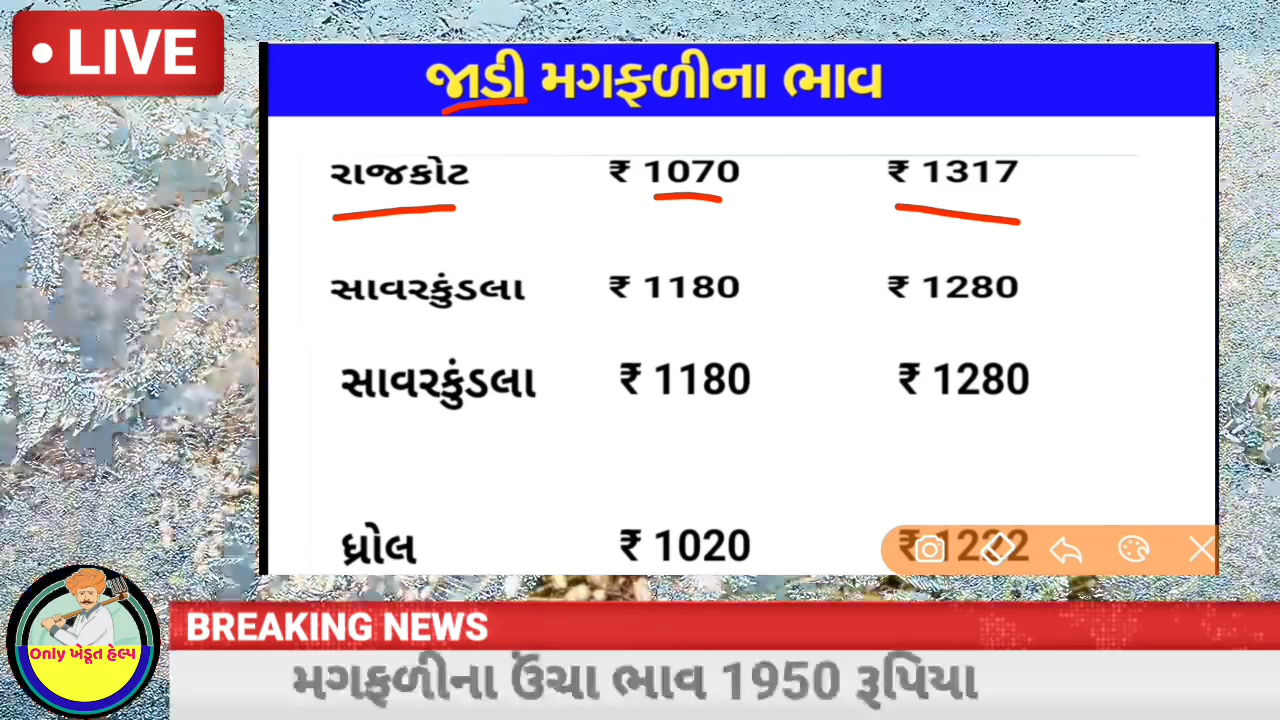 LIVE
જાડી મગફળીના ભાવ
રાજકોટ ₹ 1070 ₹ 1317
સાવરકુંડલા ₹ 1180 ₹ 1280
સાવરકુંડલા ₹ 1180 ₹ 1280
ધ્રોલ ₹ 1020 ₹ 1232
Only ખેડૂત હેલ્પ
BREAKING NEWS
મગફળીના ઉંચા ભાવ 1950 રૂપિયા